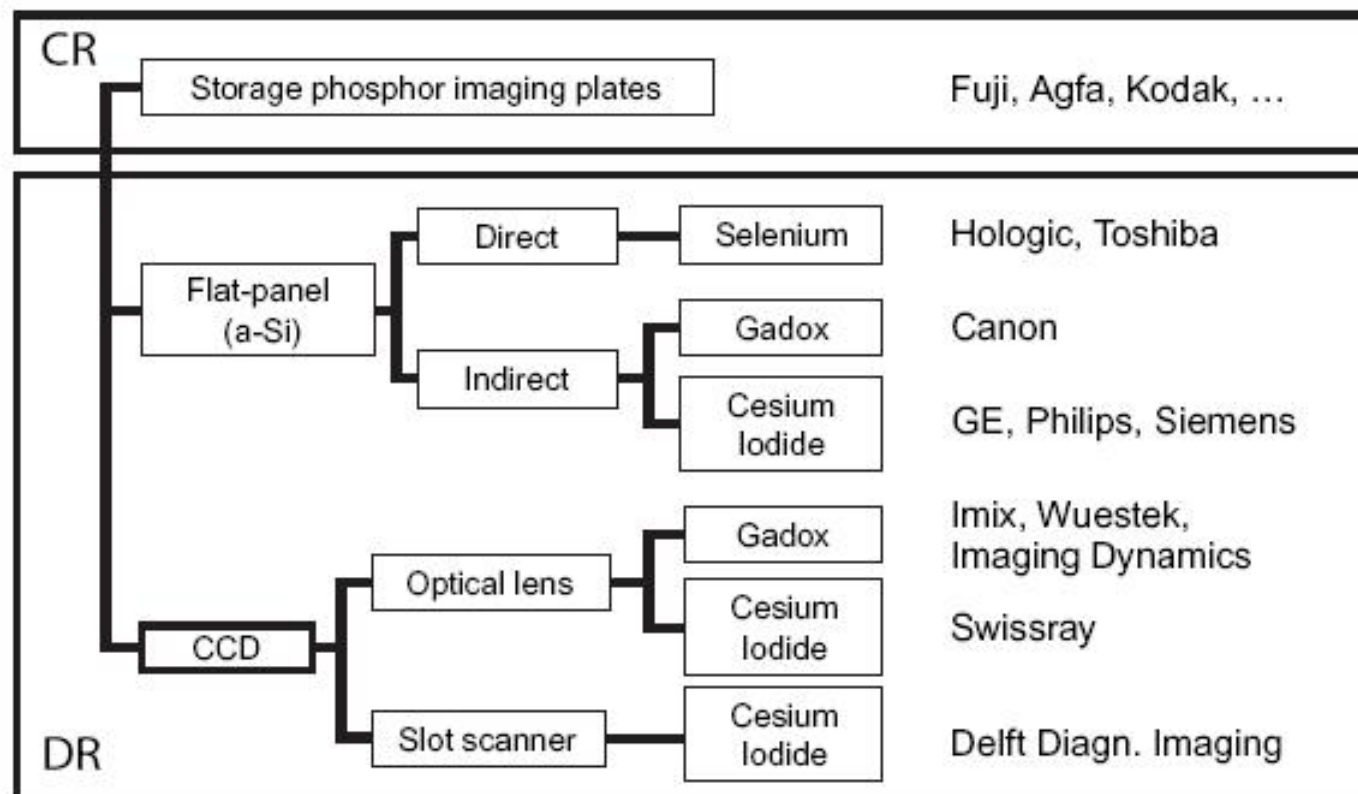 CR
Storage phosphor imaging plates
Fuji, Agfa, Kodak, …
Direct
Selenium
Hologic, Toshiba
Flat-panel
(a-Si)
Gadox
Canon
Indirect
Cesium
Iodide
GE, Philips, Siemens
Gadox
Imix, Wuestek,
Imaging Dynamics
Optical lens
Cesium
Iodide
Swissray
CCD
Slot scanner
Cesium
Iodide
Delft Diagn. Imaging
DR